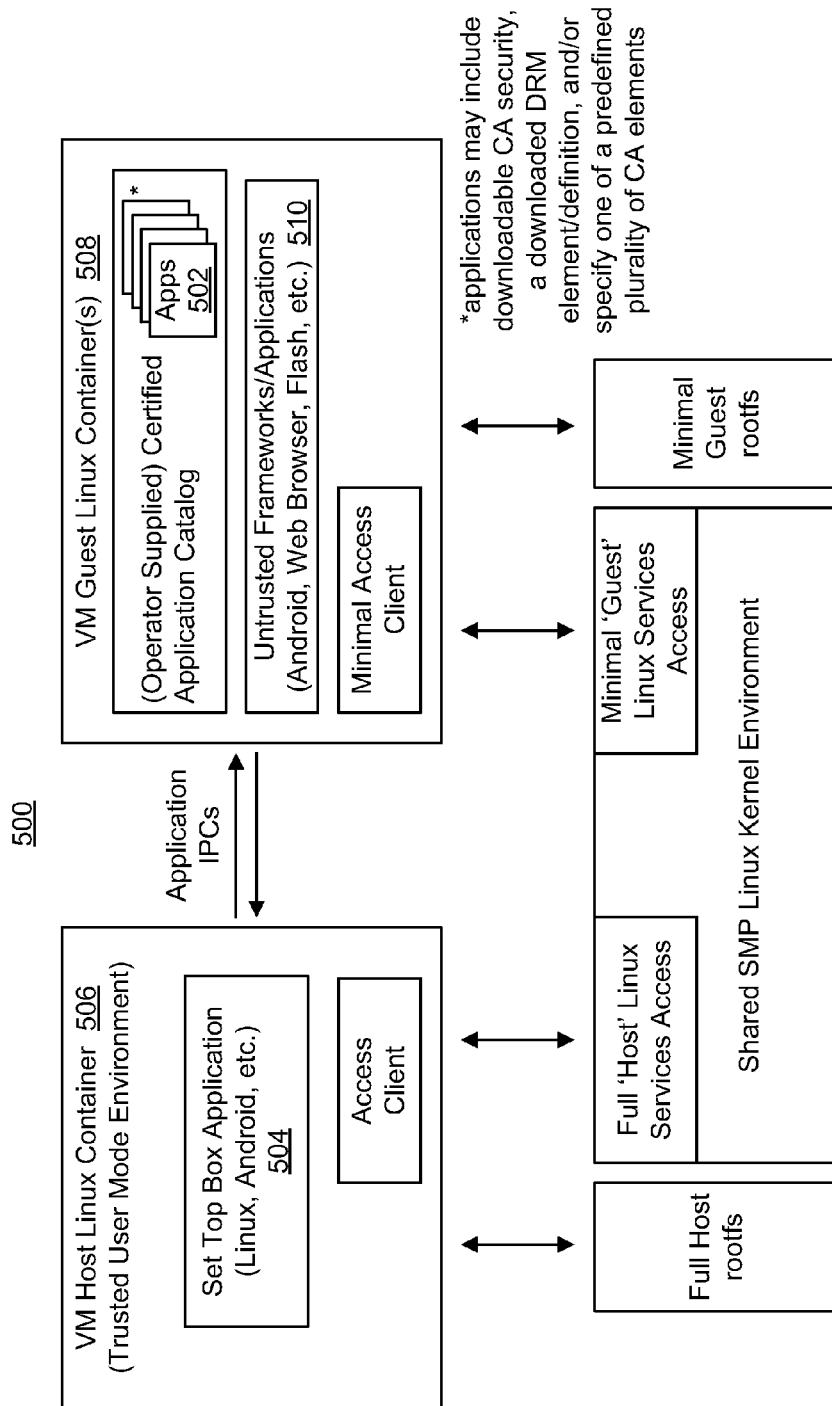 500
VM Host Linux Container 506
(Trusted User Mode Environment)
Set Top Box Application
(Linux, Android, etc.)
504
Access
Client
Application
IPCs
VM Guest Linux Container(s) 508
(Operator Supplied) Certified
Application Catalog
Apps
502
*
Untrusted Frameworks/Applications
(Android, Web Browser, Flash, etc.) 510
Minimal Access
Client
*applications may include
downloadable CA security,
a downloaded DRM
element/definition, and/or
specify one of a predefined
plurality of CA elements
Full Host
rootfs
Full 'Host' Linux
Services Access
Minimal 'Guest'
Linux Services
Access
Shared SMP Linux Kernel Environment
Minimal
Guest
rootfs